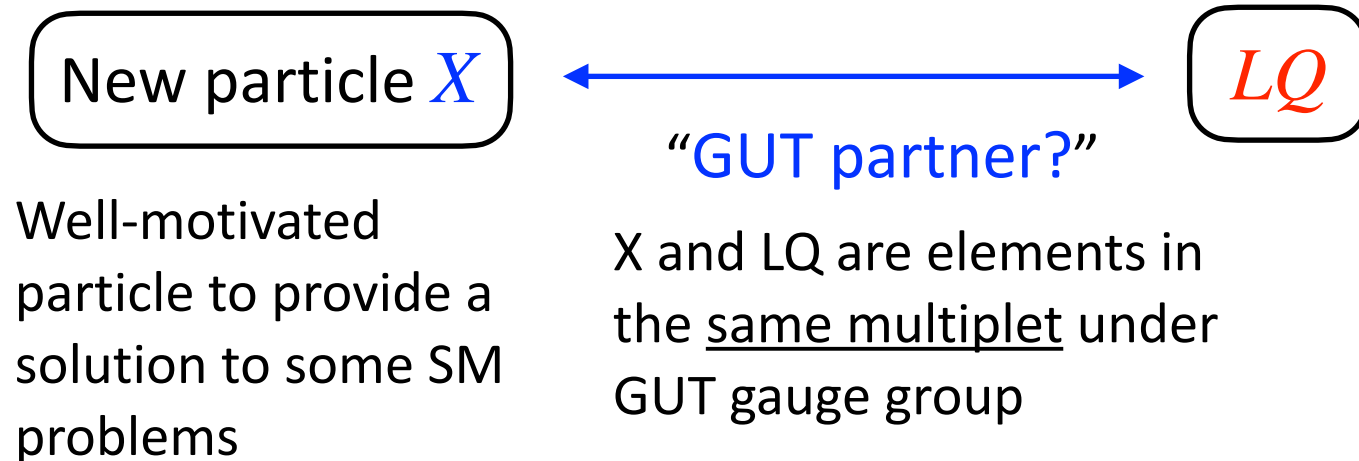 New particle X
LQ
“GUT partner?”
Well-motivated
particle to provide a
solution to some SM
problems
X and LQ are elements in
the same multiplet under
GUT gauge group